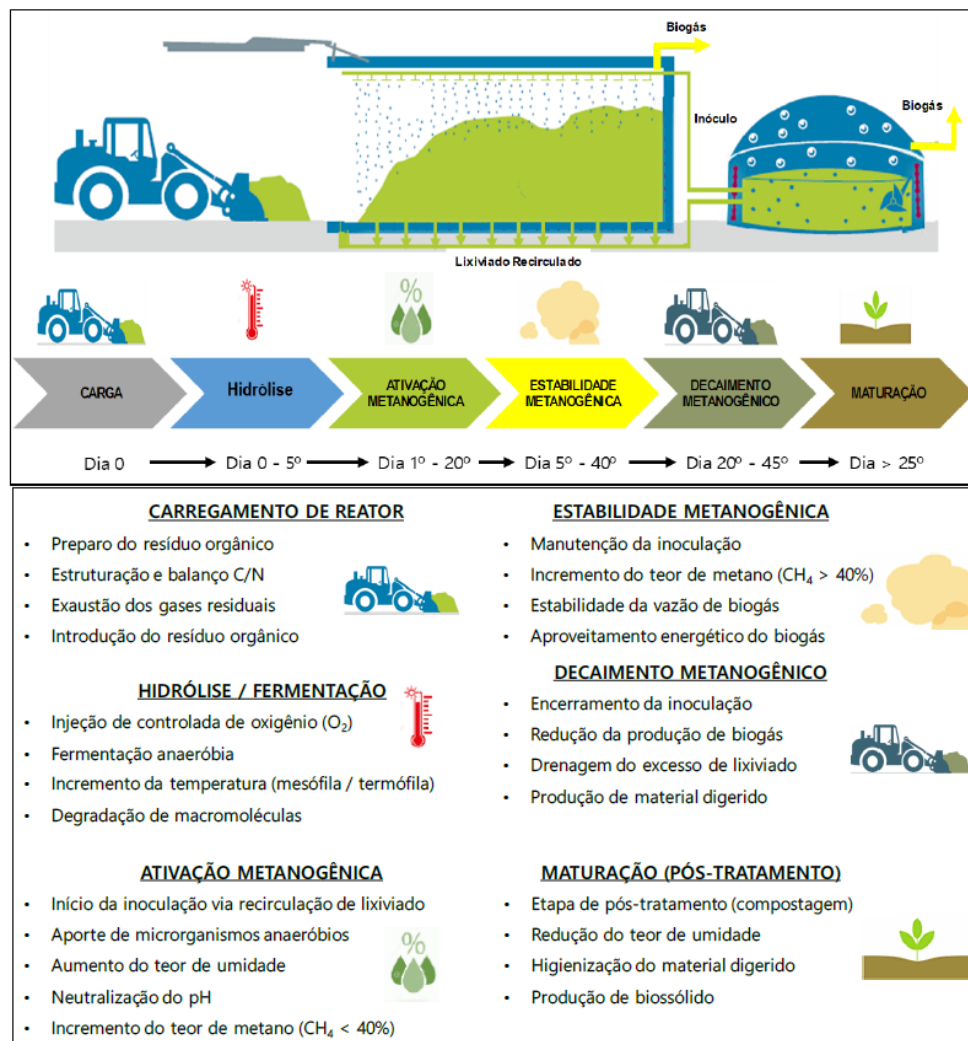 Biogás
Inóculo
Biogás
Lixiviado Recirculado
%
CARGA
Hidrólise
ATIVAÇÃO
METANOGÊNICA
ESTABILIDADE
METANOGÊNICA
DECAIMENTO
METANOGÊNICO
MATURAÇÃO
Dia 0
Dia 0 - 5º
Dia 1º - 20º
Dia 5º - 40º
Dia 20º - 45º
Dia > 25º
CARREGAMENTO DE REATOR
• Preparo do resíduo orgânico
• Estruturação e balanço C/N
• Exaustão dos gases residuais
• Introdução do resíduo orgânico
HIDRÓLISE / FERMENTAÇÃO
• Injeção de controlada de oxigênio (O₂)
• Fermentação anaeróbia
• Incremento da temperatura (mesófila / termófila)
• Degradação de macromoléculas
ATIVAÇÃO METANOGÊNICA
• Início da inoculação via recirculação de lixiviado
• Aporte de microrganismos anaeróbios
• Aumento do teor de umidade
• Neutralização do pH
• Incremento do teor de metano (CH₄ < 40%)
%
ESTABILIDADE METANOGÊNICA
• Manutenção da inoculação
• Incremento do teor de metano (CH₄ > 40%)
• Estabilidade da vazão de biogás
• Aproveitamento energético do biogás
DECAIMENTO METANOGÊNICO
• Encerramento da inoculação
• Redução da produção de biogás
• Drenagem do excesso de lixiviado
• Produção de material digerido
MATURAÇÃO (PÓS-TRATAMENTO)
• Etapa de pós-tratamento (compostagem)
• Redução do teor de umidade
• Higienização do material digerido
• Produção de biossólido